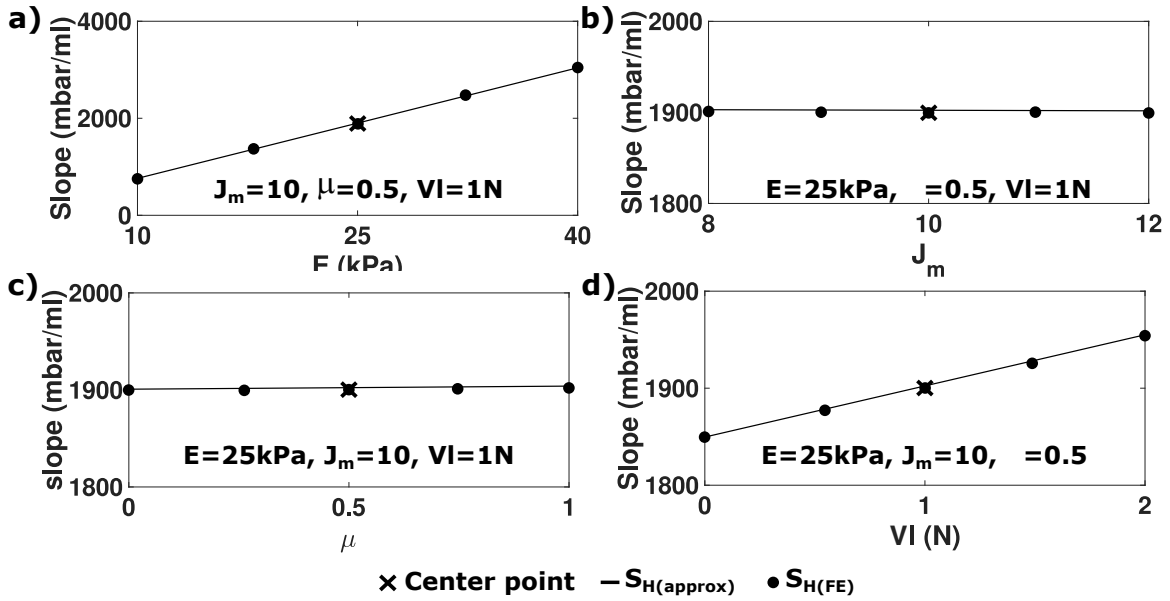 a)
Slope (mbar/ml)
4000
2000
0
J_m=10, μ=0.5, Vl=1N
10 25 40
E (kPa)
b)
Slope (mbar/ml)
2000
1900
1800
E=25kPa, =0.5, Vl=1N
8 10 12
J_m
c)
slope (mbar/ml)
2000
1900
1800
E=25kPa, J_m=10, Vl=1N
0 0.5 1
μ
d)
Slope (mbar/ml)
2000
1900
1800
E=25kPa, J_m=10, =0.5
0 1 2
Vl (N)
Center point S_H(approx) S_H(FE)